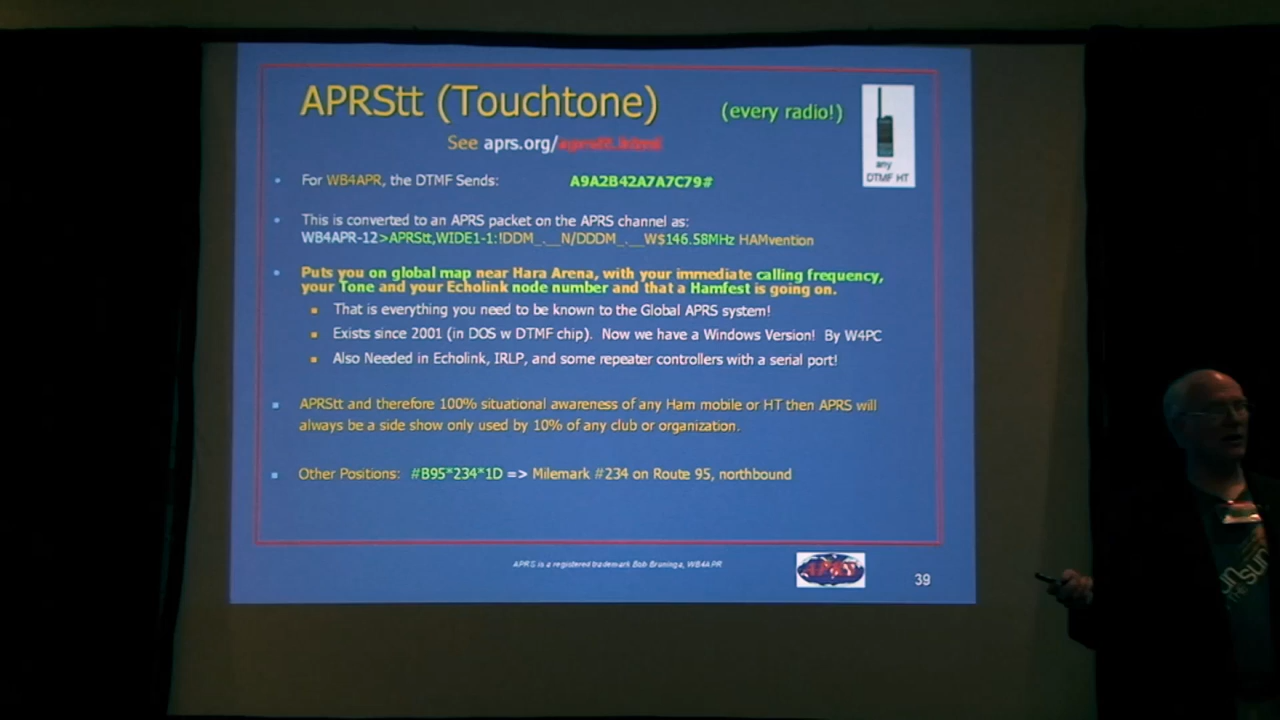 APRStt (Touchtone)
(every radio!)
See aprs.org/
any
DTMF HT
For WB4APR, the DTMF Sends: A9A2B42A7A7C79#
This is converted to an APRS packet on the APRS channel as:
WB4APR-12>APRStt,WIDE1-1:!DDM_.__N/DDDM_.__W$146.58MHz HAMvention
Puts you on global map near Hara Arena, with your immediate calling frequency,
your Tone and your Echolink node number and that a Hamfest is going on.
That is everything you need to be known to the Global APRS system!
Exists since 2001 (in DOS w DTMF chip). Now we have a Windows Version! By W4PC
Also Needed in Echolink, IRLP, and some repeater controllers with a serial port!
APRStt and therefore 100% situational awareness of any Ham mobile or HT then APRS will
always be a side show only used by 10% of any club or organization.
Other Positions: #B95*234*1D => Milemark #234 on Route 95, northbound
APRS is a registered trademark Bob Bruninga, WB4APR
APRS
39